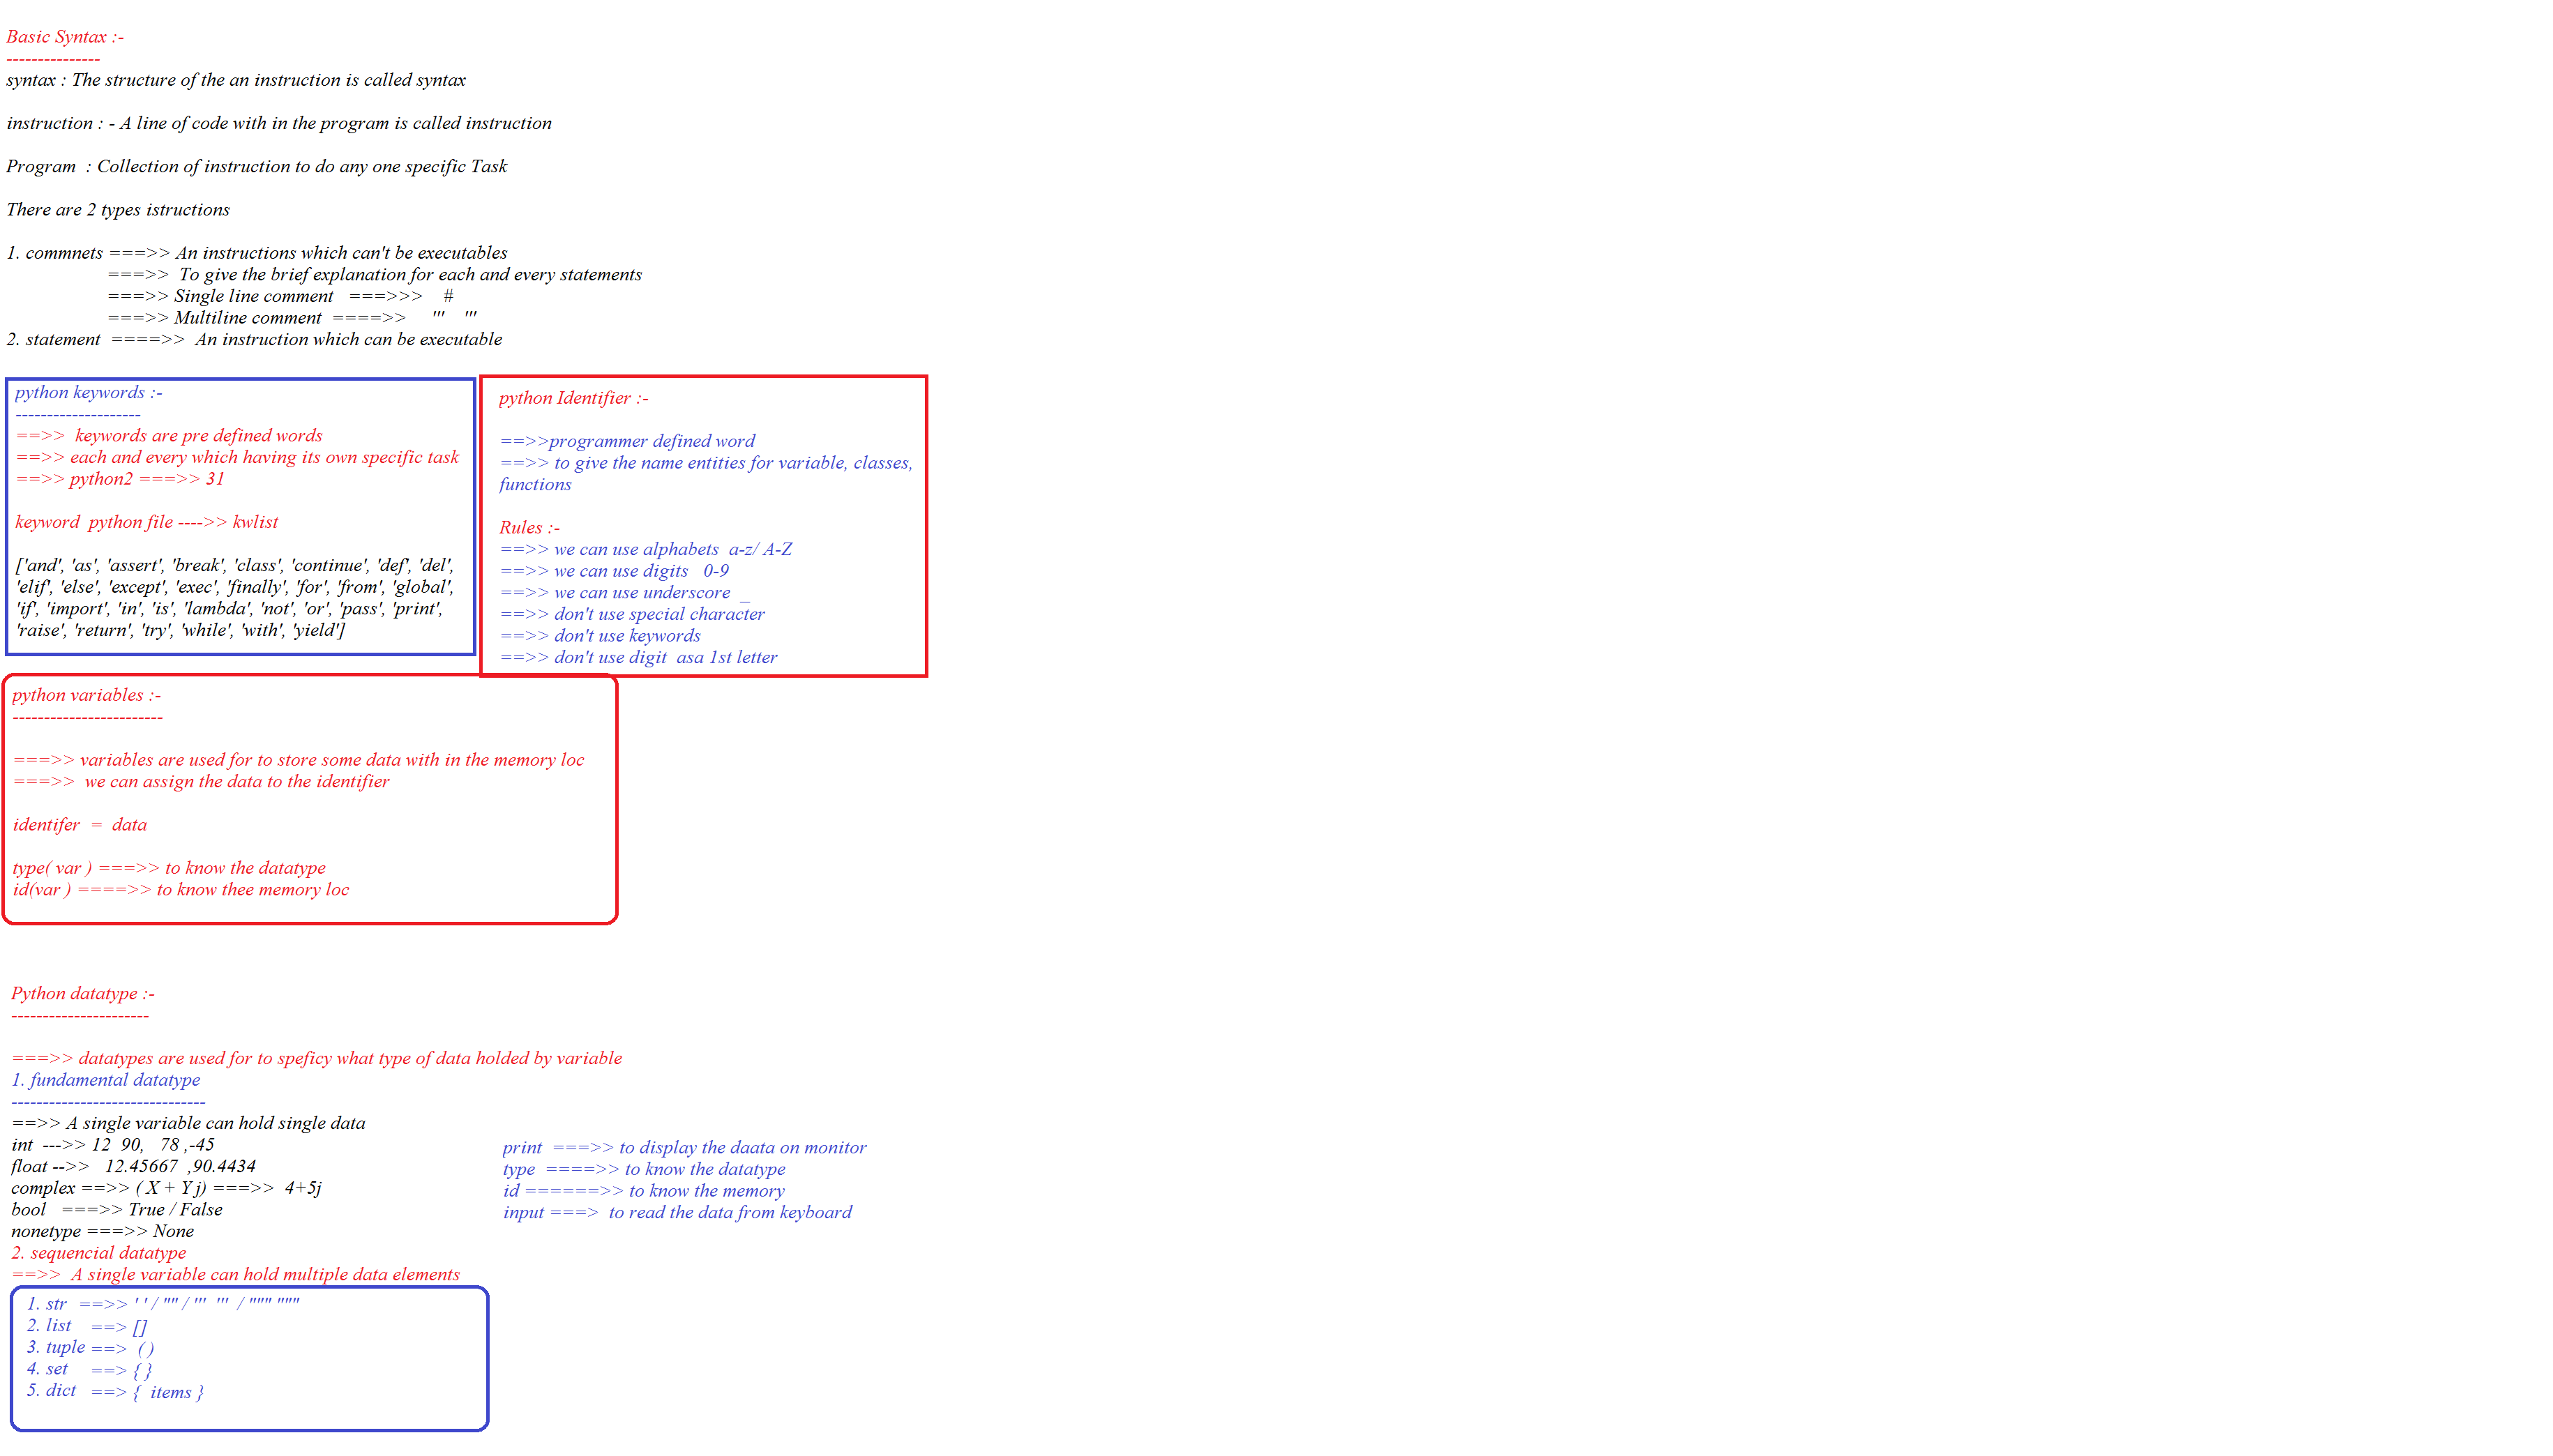 Basic Syntax :-
---------------
syntax : The structure of the an instruction is called syntax
instruction : - A line of code with in the program is called instruction
Program  : Collection of instruction to do any one specific Task
There are 2 types istructions
1. commnets ===>> An instructions which can't be executables
===>>  To give the brief explanation for each and every statements
===>> Single line comment   ===>>>    #
===>> Multiline comment  ====>>     '''    '''
2. statement  ====>>  An instruction which can be executable
python keywords :-
--------------------
==>>  keywords are pre defined words
==>> each and every which having its own specific task
==>> python2 ===>> 31
keyword  python file ---->> kwlist
['and', 'as', 'assert', 'break', 'class', 'continue', 'def', 'del',
'elif', 'else', 'except', 'exec', 'finally', 'for', 'from', 'global',
'if', 'import', 'in', 'is', 'lambda', 'not', 'or', 'pass', 'print',
'raise', 'return', 'try', 'while', 'with', 'yield']
python Identifier :-
==>>programmer defined word
==>> to give the name entities for variable, classes,
functions
Rules :-
==>> we can use alphabets  a-z/ A-Z
==>> we can use digits   0-9
==>> we can use underscore  _
==>> don't use special character
==>> don't use keywords
==>> don't use digit  asa 1st letter
python variables :-
------------------------
===>> variables are used for to store some data with in the memory loc
===>>  we can assign the data to the identifier
identifer  =  data
type( var ) ===>> to know the datatype
id(var ) ====>> to know thee memory loc
Python datatype :-
----------------------
===>> datatypes are used for to speficy what type of data holded by variable
1. fundamental datatype
-------------------------------
==>> A single variable can hold single data
int  --->> 12  90,   78 ,-45
float -->>   12.45667  ,90.4434
complex ==>> ( X + Y j) ===>>  4+5j
bool   ===>> True / False
nonetype ===>> None
print  ===>> to display the daata on monitor
type  ====>> to know the datatype
id ======>> to know the memory
input ===>  to read the data from keyboard
2. sequencial datatype
==>>  A single variable can hold multiple data elements
1. str  ==>> ' ' / "" / '''  '''  / """ """
2. list   ==> []
3. tuple ==>  ( )
4. set    ==> { }
5. dict  ==> {  items }